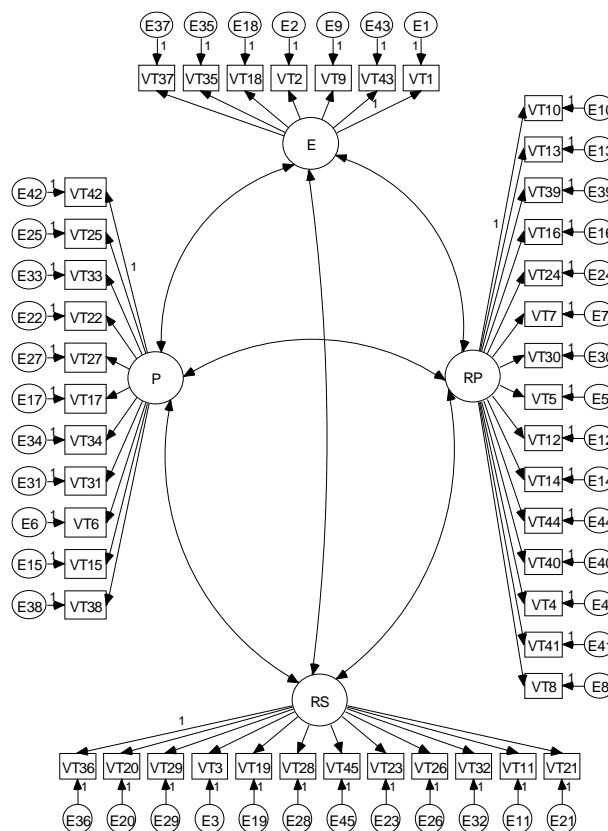 E37 E35 E18 E2 E9 E43 E1
1 1 1 1 1 1 1
VT37 VT35 VT18 VT2 VT9 VT43 VT1
1
E
VT10 1 E10
VT13 1 E13
VT39 1 E39
VT16 1 E16
VT24 1 E24
VT7 1 E7
VT30 1 E30
VT5 1 E5
VT12 1 E12
VT14 1 E14
VT44 1 E44
VT40 1 E40
VT4 1 E4
VT41 1 E41
VT8 1 E8
1
RP
E42 1 VT42
E25 1 VT25
E33 1 VT33
E22 1 VT22
E27 1 VT27
E17 1 VT17
E34 1 VT34
E31 1 VT31
E6 1 VT6
E15 1 VT15
E38 1 VT38
1
P
RS
1
VT36 VT20 VT29 VT3 VT19 VT28 VT45 VT23 VT26 VT32 VT11 VT21
1 1 1 1 1 1 1 1 1 1 1 1
E36 E20 E29 E3 E19 E28 E45 E23 E26 E32 E11 E21